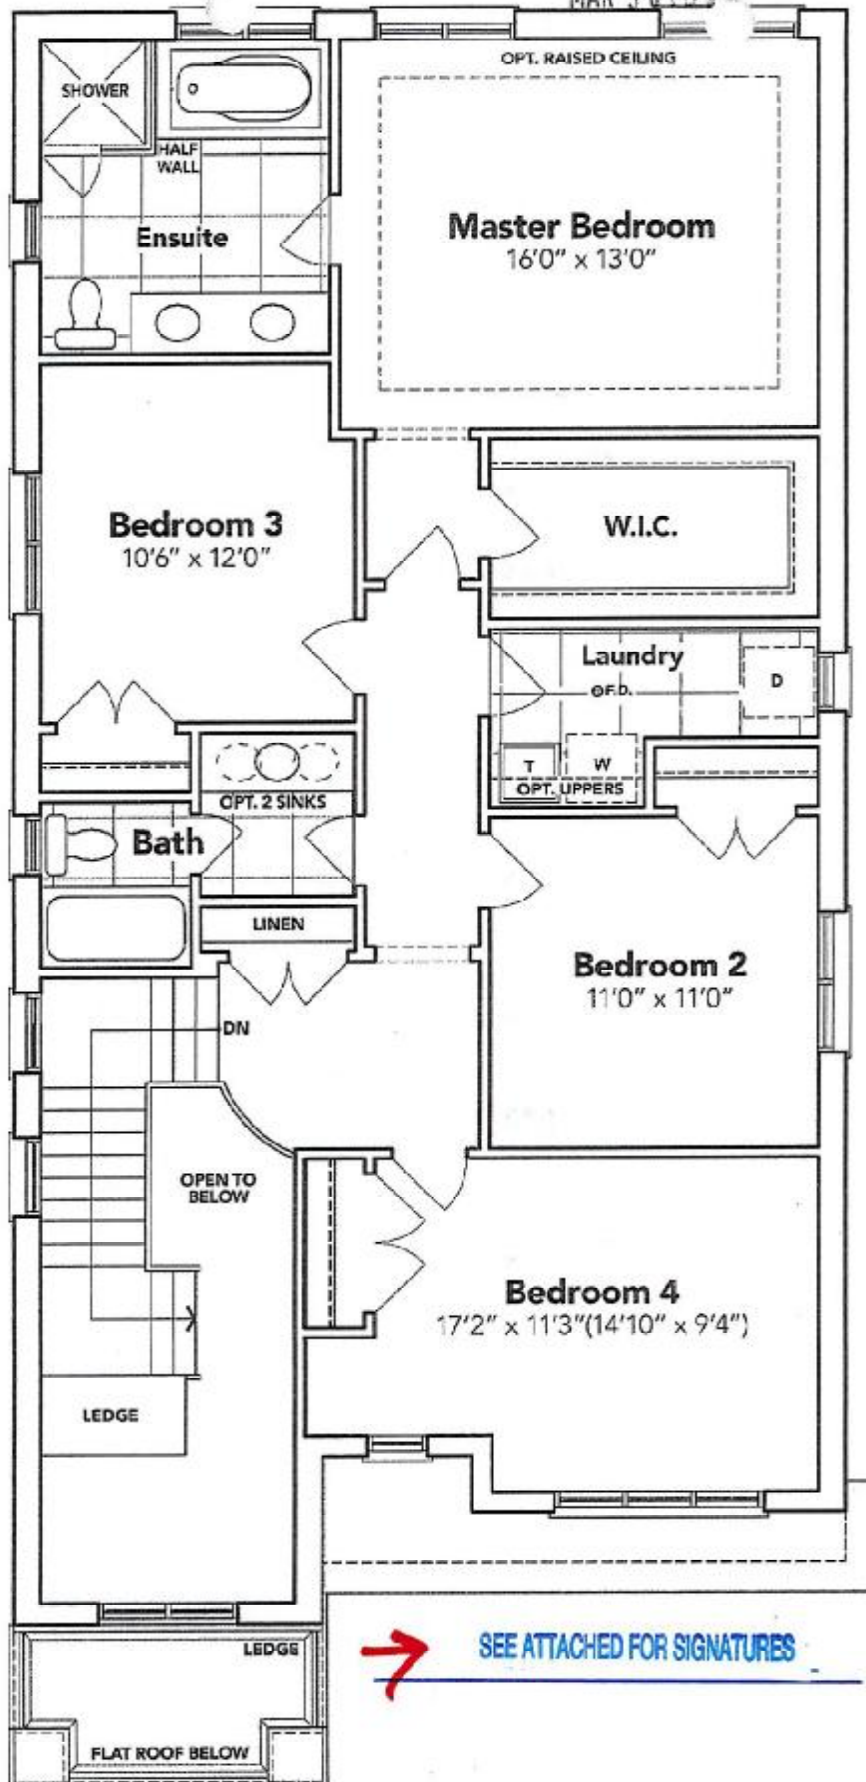 OPT. RAISED CEILING
SHOWER
HALF
WALL
Ensuite
Master Bedroom
16'0" x 13'0"
Bedroom 3
10'6" x 12'0"
W.I.C.
Laundry
F.D.
D
T
W
OPT. UPPERS
OPT. 2 SINKS
Bath
LINEN
Bedroom 2
11'0" x 11'0"
DN
OPEN TO
BELOW
Bedroom 4
17'2" x 11'3"(14'10" x 9'4")
LEDGE
LEDGE
SEE ATTACHED FOR SIGNATURES
FLAT ROOF BELOW